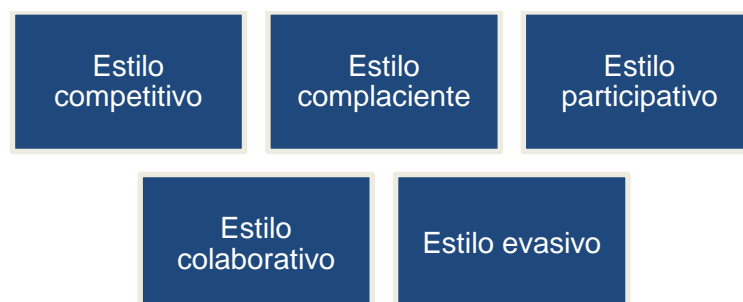 Estilo
competitivo
Estilo
complaciente
Estilo
participativo
Estilo
colaborativo
Estilo evasivo